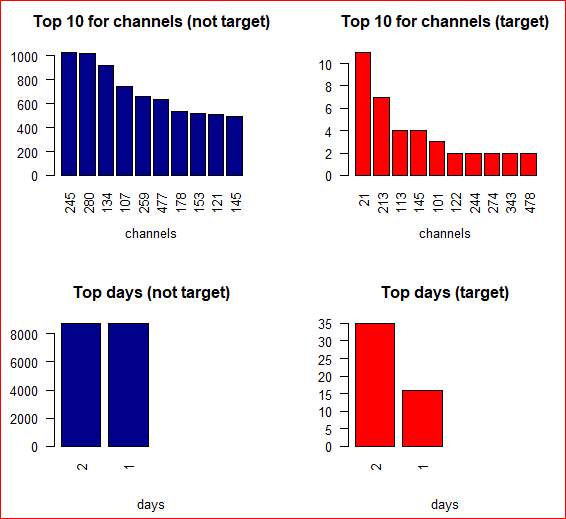 Top 10 for channels (not target)
1000
800
600
400
200
0
245 280 134 107 259 477 178 153 121 145
channels
Top 10 for channels (target)
10
8
6
4
2
0
21 213 113 145 101 122 244 274 343 478
channels
Top days (not target)
8000
6000
4000
2000
0
2 1
days
Top days (target)
35
30
25
20
15
10
5
0
2 1
days